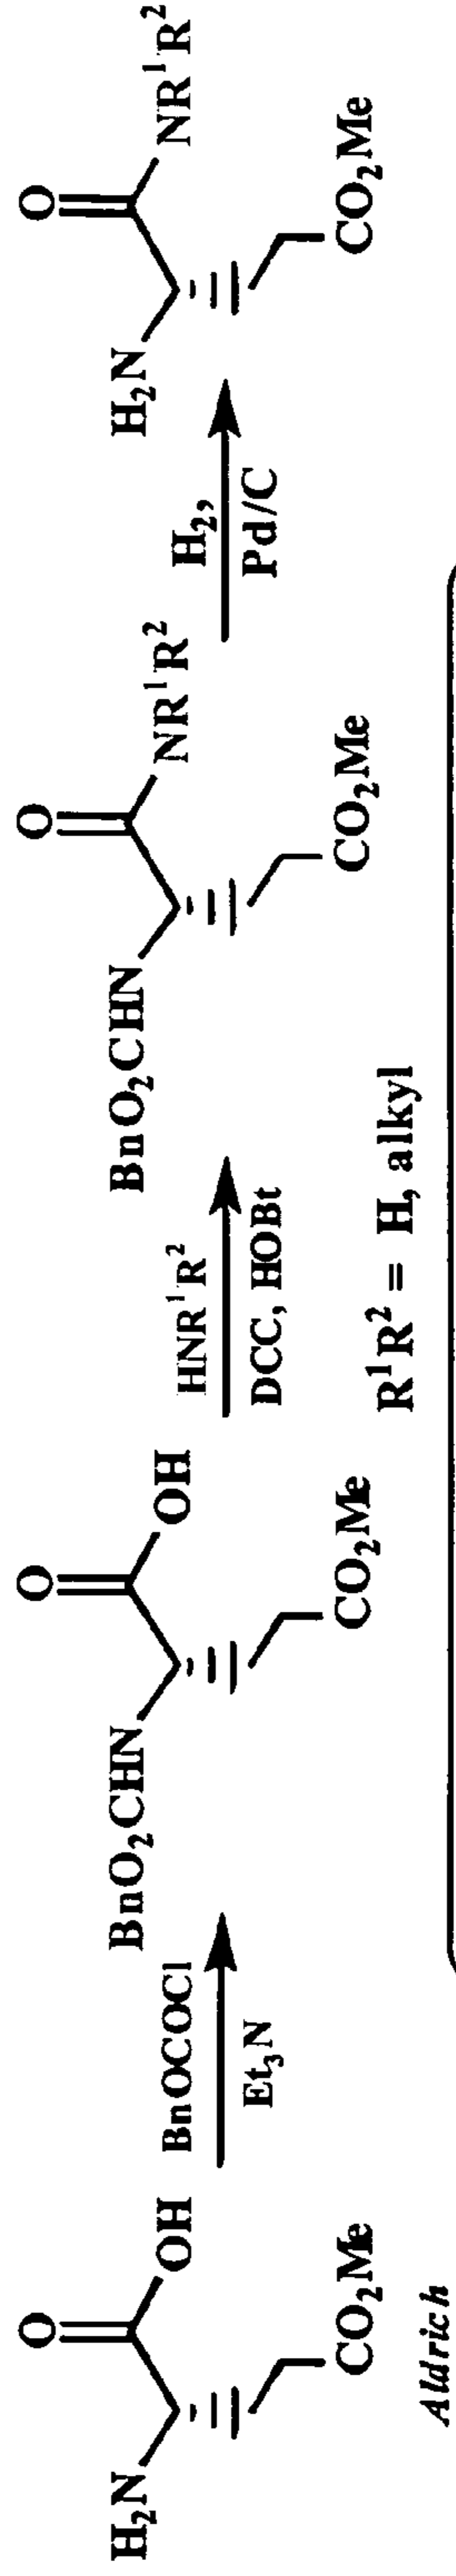 H₂N
O
OH
CO₂Me
Aldrich
BnOCOCl
Et₃N
BnO₂CHN
O
OH
CO₂Me
HNR¹R²
DCC, HOBt
R¹R² = H, alkyl
BnO₂CHN
O
NR¹R²
CO₂Me
H₂,
Pd/C
H₂N
O
NR¹R²
CO₂Me